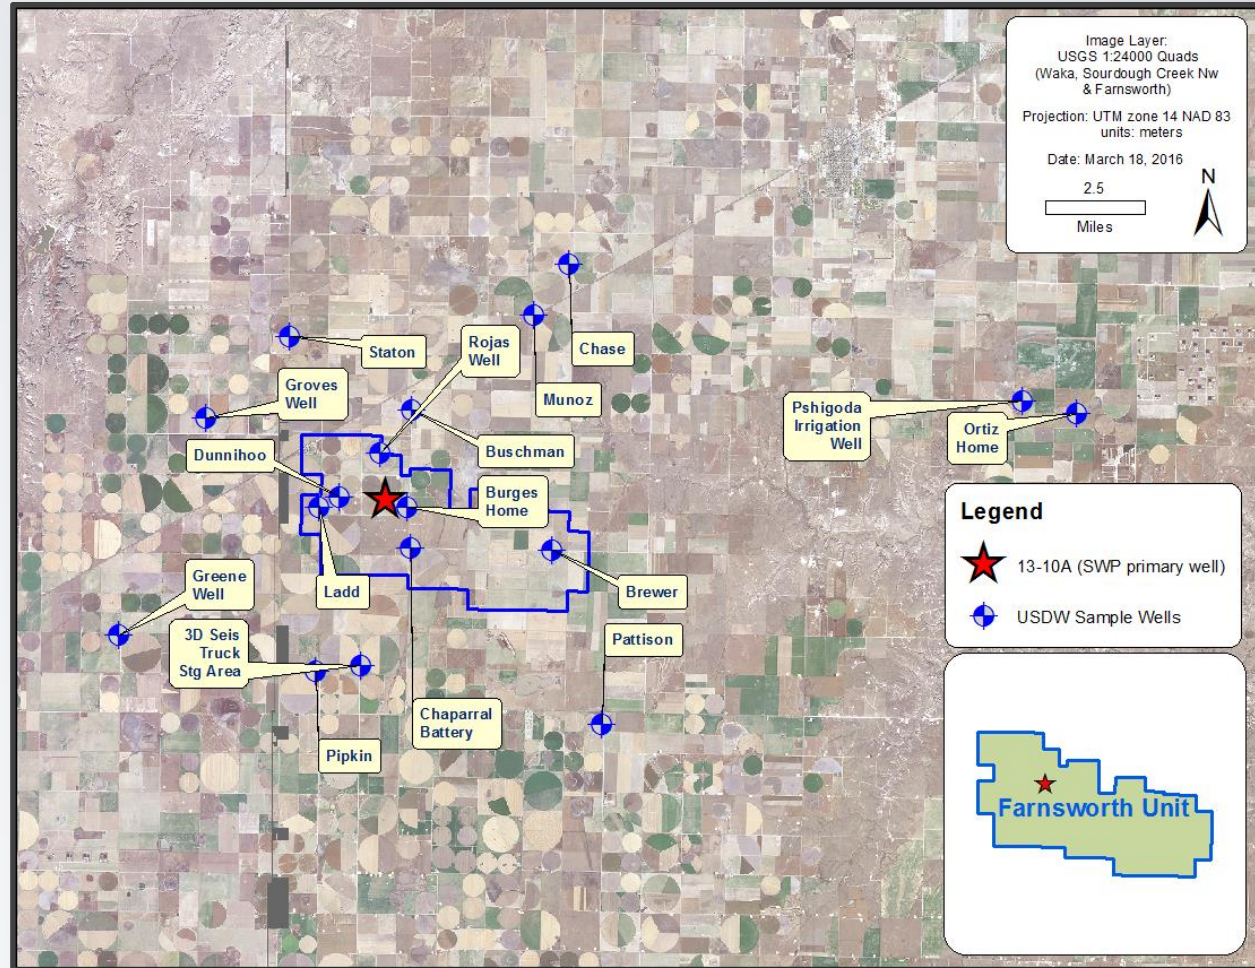 Image Layer:
USGS 1:24000 Quads
(Waka, Sourdough Creek Nw
& Farnsworth)
Projection: UTM zone 14 NAD 83
units: meters
Date: March 18, 2016
2.5
Miles
N
Chase
Rojas
Well
Staton
Munoz
Groves
Well
Pshigoda
Irrigation
Well
Ortiz
Home
Buschman
Dunnihoo
Burges
Home
Legend
13-10A (SWP primary well)
USDW Sample Wells
Greene
Well
Ladd
Brewer
3D Seis
Truck
Stg Area
Pattison
Chaparral
Battery
Pipkin
Farnsworth Unit